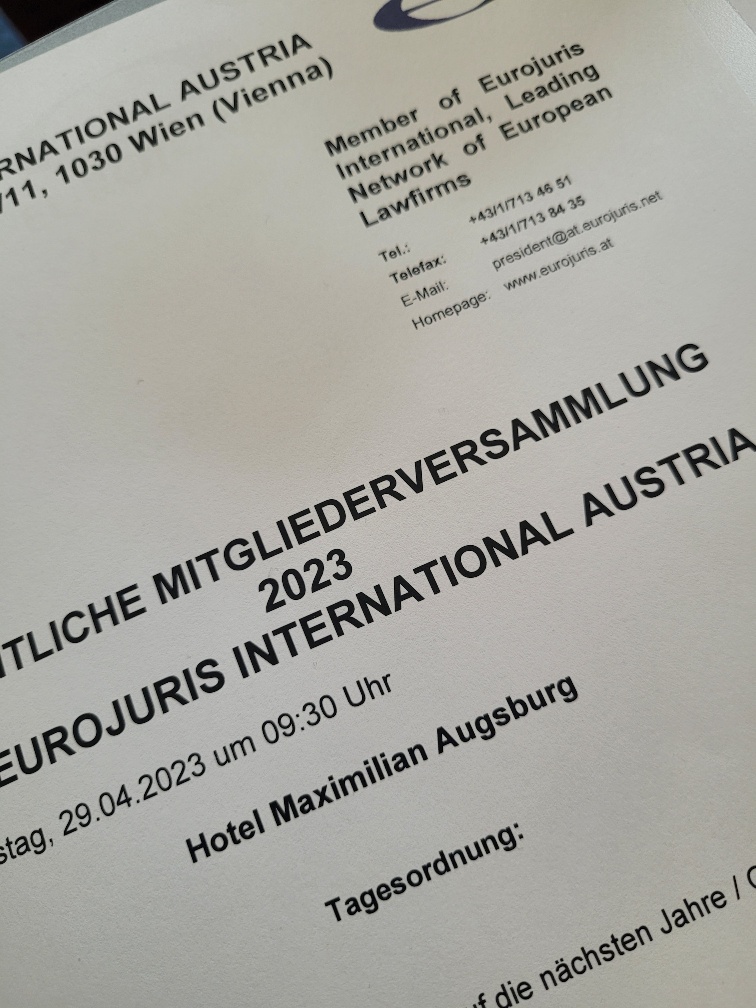 RNATIONAL AUSTRIA
/11, 1030 Wien (Vienna)
Member of Eurojuris
International, Leading
Network of European
Lawfirms
Tel.: +43/1/713 46 51
Telefax: +43/1/713 84 35
E-Mail: president@at.eurojuris.net
Homepage: www.eurojuris.at
TLICHE MITGLIEDERVERSAMMLUNG
2023
EUROJURIS INTERNATIONAL AUSTRIA
stag, 29.04.2023 um 09:30 Uhr
Hotel Maximilian Augsburg
Tagesordnung:
uf die nächsten Jahre /